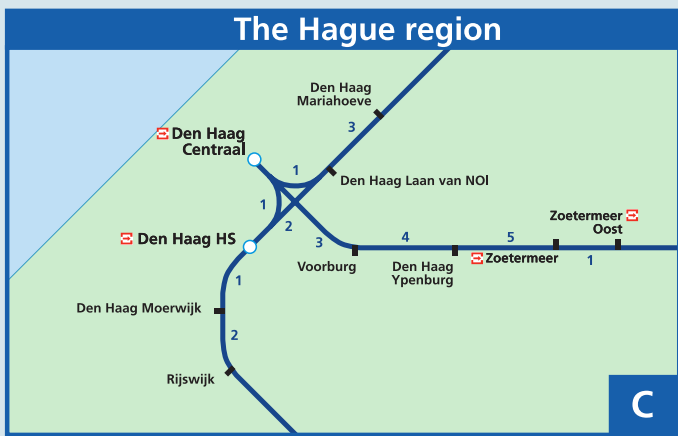 The Hague region
Den Haag
Mariahoeve
3
Den Haag
Centraal
1
Den Haag Laan van NOI
1
2
Den Haag HS
3
4
5
Zoetermeer
Oost
Voorburg
Den Haag
Ypenburg
Zoetermeer
1
1
Den Haag Moerwijk
2
Rijswijk
C